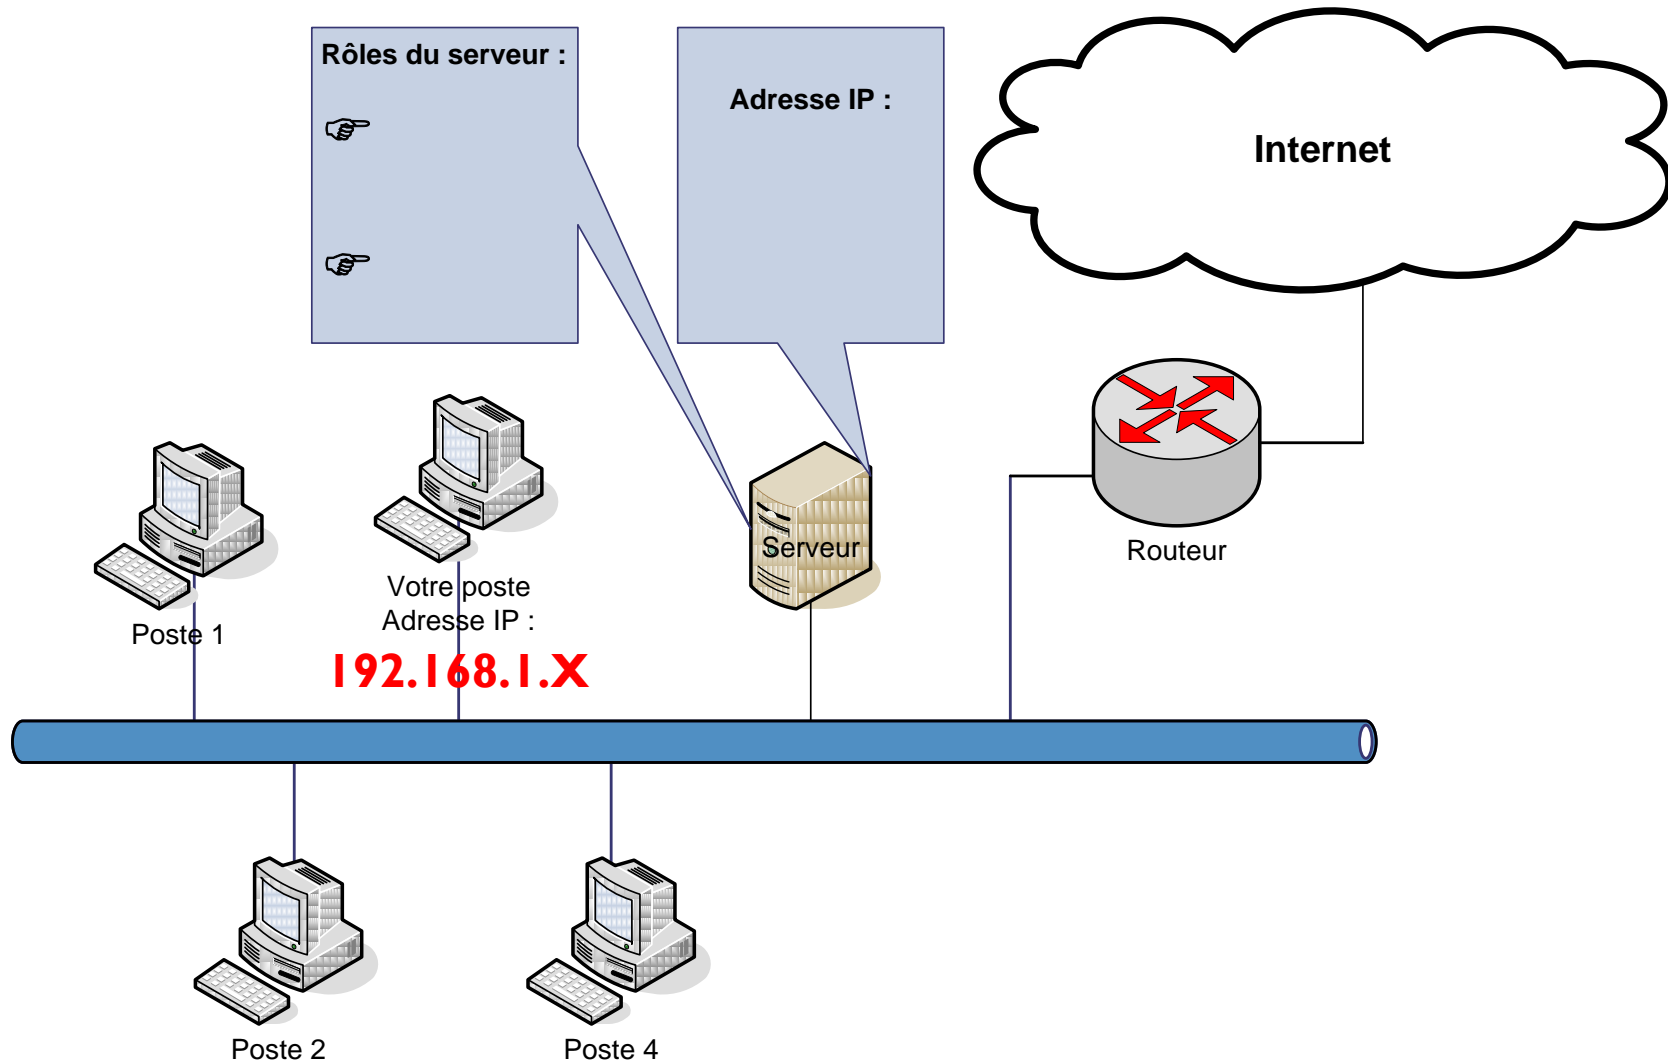 Rôles du serveur :
☞
☞
Adresse IP :
Internet
Serveur
Routeur
Poste 1
Votre poste
Adresse IP :
192.168.1.X
Poste 2
Poste 4